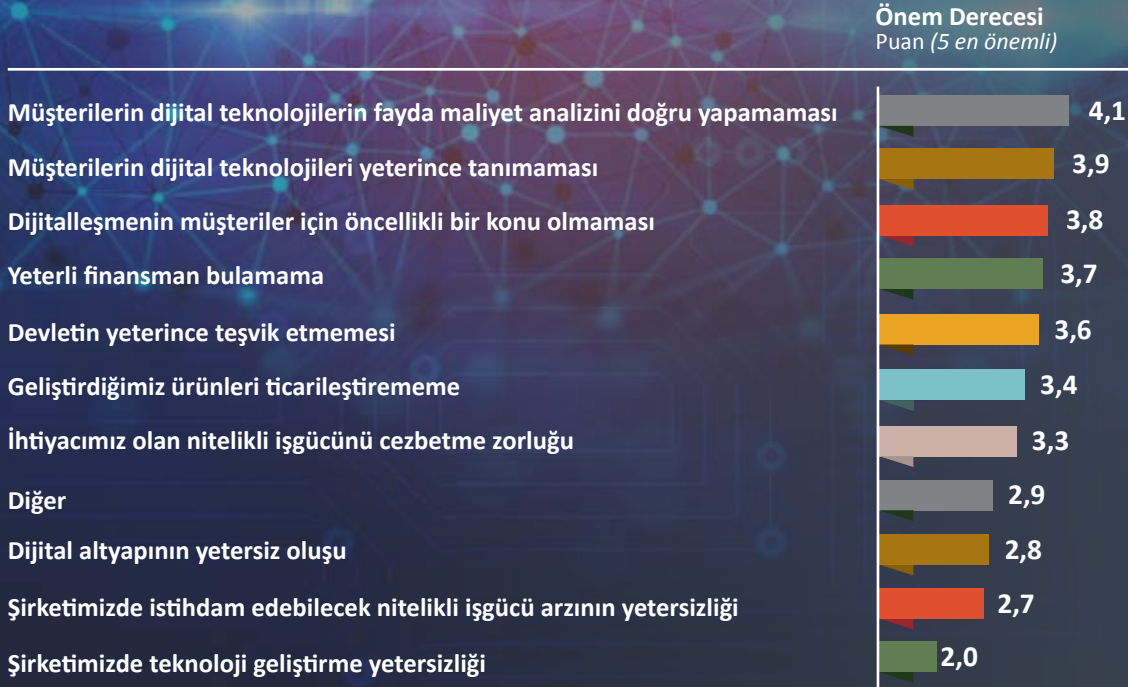 Önem Derecesi
Puan (5 en önemli)
Müşterilerin dijital teknolojilerin fayda maliyet analizini doğru yapamaması 4,1
Müşterilerin dijital teknolojileri yeterince tanımaması 3,9
Dijitalleşmenin müşteriler için öncellikli bir konu olmaması 3,8
Yeterli finansman bulamama 3,7
Devletin yeterince teşvik etmemesi 3,6
Geliştirdiğimiz ürünleri ticarileştirememe 3,4
İhtiyacımız olan nitelikli işgücünü cezbetme zorluğu 3,3
Diğer 2,9
Dijital altyapının yetersiz oluşu 2,8
Şirketimizde istihdam edebilecek nitelikli işgücü arzının yetersizliği 2,7
Şirketimizde teknoloji geliştirme yetersizliği 2,0